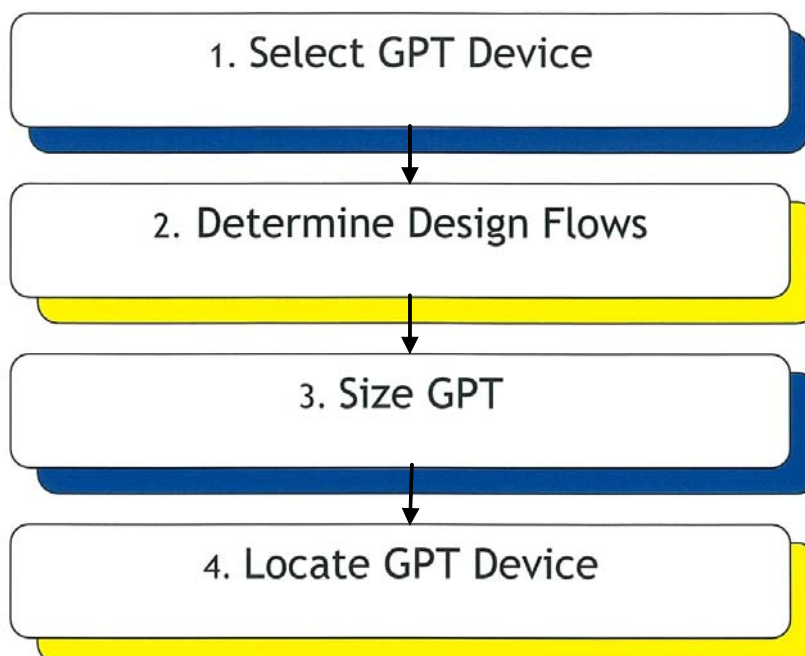 1. Select GPT Device
2. Determine Design Flows
3. Size GPT
4. Locate GPT Device